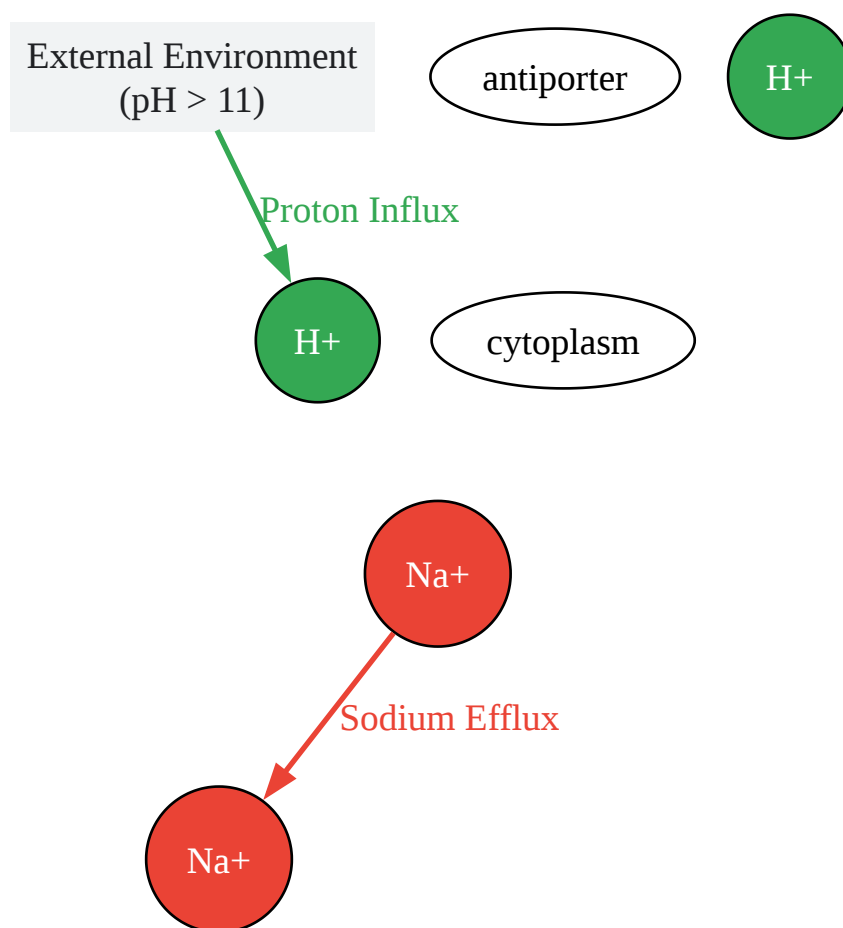 External Environment
(pH > 11)
antiporter
H+
Proton Influx
H+
cytoplasm
Na+
Sodium Efflux
Na+